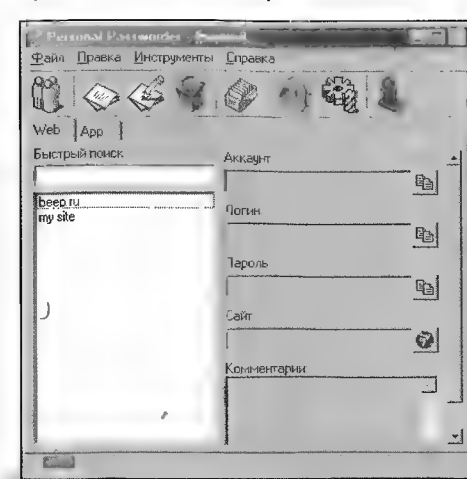 Personal Passworder
Файл Правка Инструменты Справка
Web App
Быстрый поиск
beep.ru
my site
Аккаунт
Логин
Пароль
Сайт
Комментарии